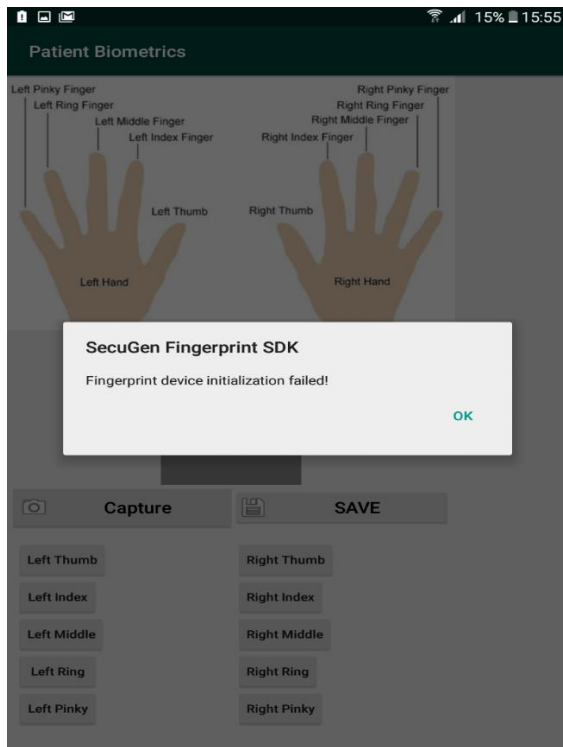 15% 15:55
Patient Biometrics
Left Pinky Finger
Left Ring Finger
Left Middle Finger
Left Index Finger
Left Thumb
Left Hand
Right Pinky Finger
Right Ring Finger
Right Middle Finger
Right Index Finger
Right Thumb
Right Hand
SecuGen Fingerprint SDK
Fingerprint device initialization failed!
OK
Capture SAVE
Left Thumb Right Thumb
Left Index Right Index
Left Middle Right Middle
Left Ring Right Ring
Left Pinky Right Pinky